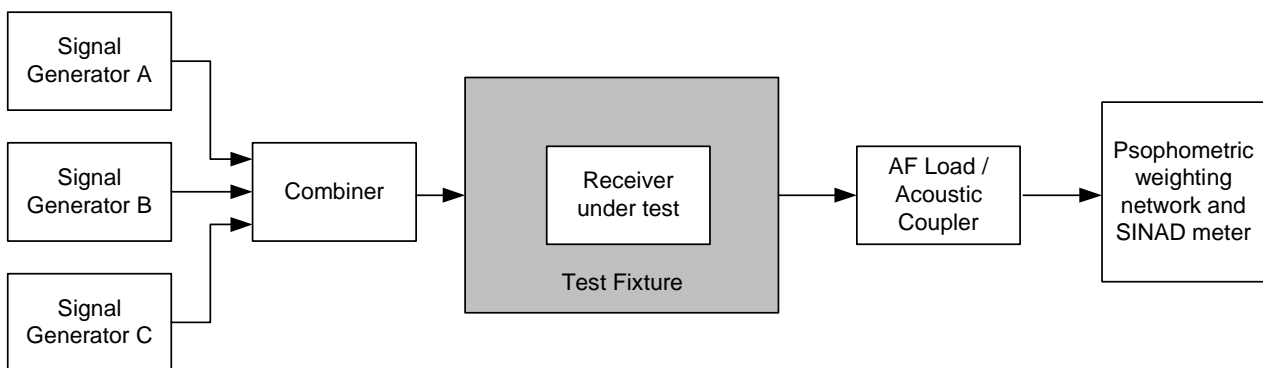 Signal
Generator A
Signal
Generator B
Signal
Generator C
Combiner
Receiver
under test
Test Fixture
AF Load /
Acoustic
Coupler
Psophometric
weighting
network and
SINAD meter